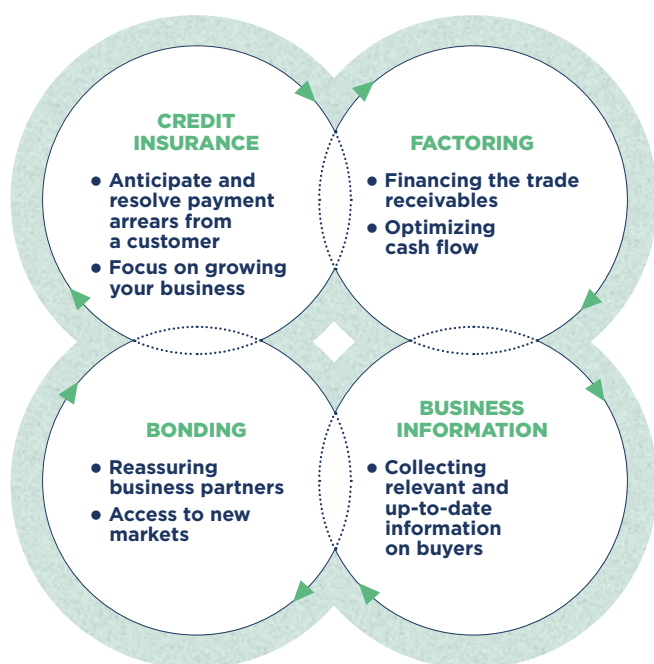 CREDIT
INSURANCE
• Anticipate and
resolve payment
arrears from
a customer
• Focus on growing
your business
FACTORING
• Financing the trade
receivables
• Optimizing
cash flow
BONDING
• Reassuring
business partners
• Access to new
markets
BUSINESS
INFORMATION
• Collecting
relevant and
up-to-date
information
on buyers